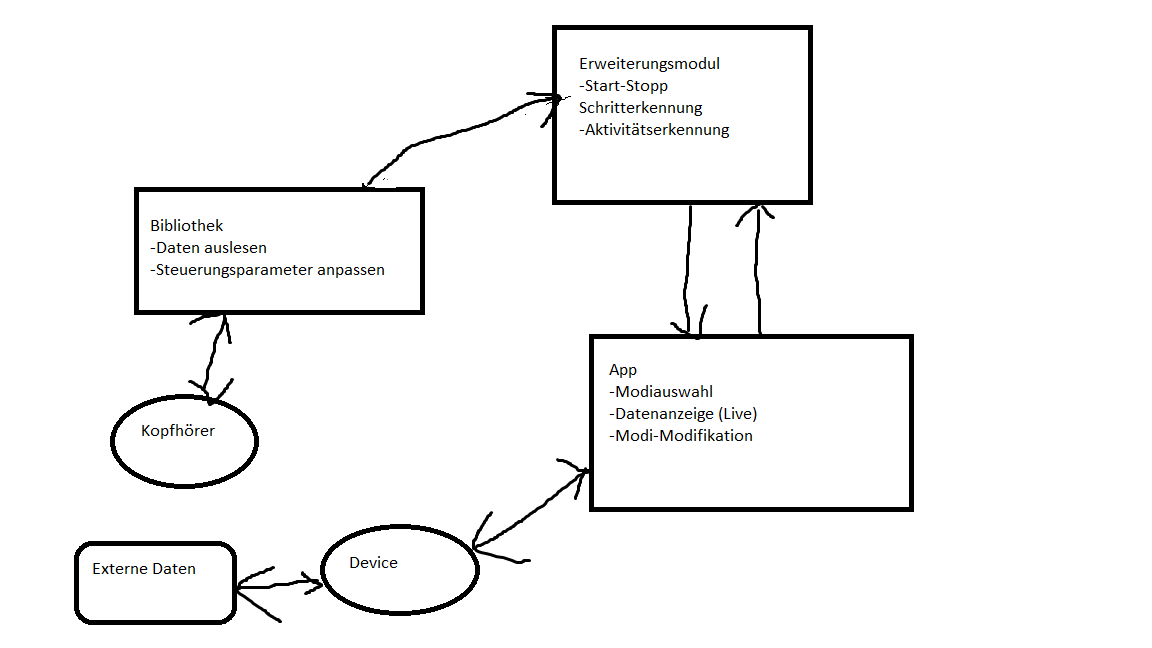 Erweiterungsmodul
-Start-Stopp
Schritterkennung
-Aktivitätserkennung
Bibliothek
-Daten auslesen
-Steuerungsparameter anpassen
App
-Modiauswahl
-Datenanzeige (Live)
-Modi-Modifikation
Kopfhörer
Externe Daten
Device